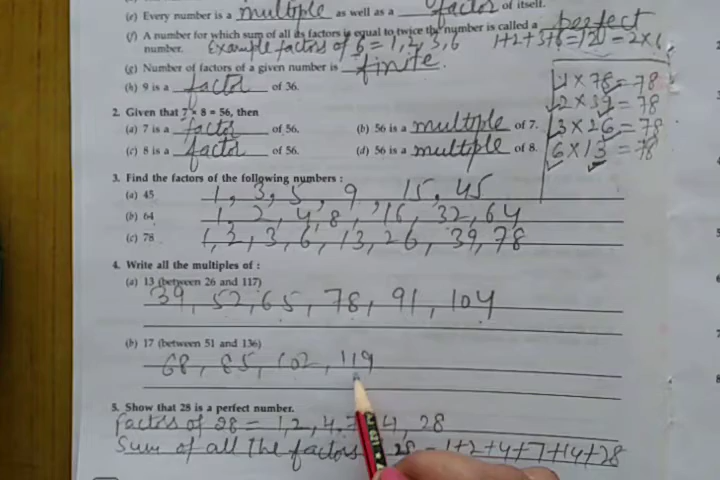 (e) Every number is a multiple as well as a factor of itself.
(f) A number for which sum of all its factors is equal to twice the number is called a perfect
number. Example factors of 6 = 1, 2, 3, 6 1+2+3+6=12 = 2×6
(g) Number of factors of a given number is finite.
(h) 9 is a factor of 36.
1 × 78 = 78
2 × 39 = 78
3 × 26 = 78
6 × 13 = 78
2. Given that 7 × 8 = 56, then
(a) 7 is a factor of 56. (b) 56 is a multiple of 7.
(c) 8 is a factor of 56. (d) 56 is a multiple of 8.
3. Find the factors of the following numbers :
(a) 45 1, 3, 5, 9, 15, 45
(b) 64 1, 2, 4, 8, 16, 32, 64
(c) 78 1, 2, 3, 6, 13, 26, 39, 78
4. Write all the multiples of :
(a) 13 (between 26 and 117)
39, 52, 65, 78, 91, 104
(b) 17 (between 51 and 136)
68, 85, 102, 119
5. Show that 28 is a perfect number.
Factors of 28 = 1, 2, 4, 7, 14, 28
Sum of all the factors 28 = 1+2+4+7+14+28